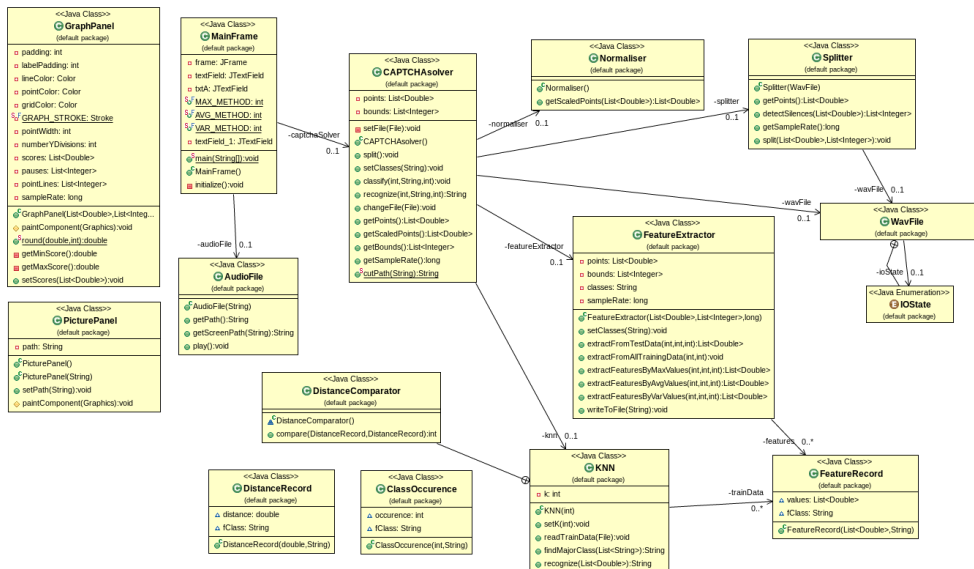 <<Java Class>>
GraphPanel
(default package)
padding: int
labelPadding: int
lineColor: Color
pointColor: Color
gridColor: Color
GRAPH_STROKE: Stroke
pointWidth: int
numberYDivisions: int
scores: List<Double>
pauses: List<Integer>
pointLines: List<Integer>
sampleRate: long
GraphPanel(List<Double>,List<Integ...
paintComponent(Graphics):void
round(double,int):double
getMinScore():double
getMaxScore():double
setScores(List<Double>):void
<<Java Class>>
MainFrame
(default package)
frame: JFrame
textField: JTextField
txtA: JTextField
MAX_METHOD: int
AVG_METHOD: int
VAR_METHOD: int
textField_1: JTextField
main(String[]):void
MainFrame()
initialize():void
-captchaSolver
0..1
<<Java Class>>
CAPTCHAsolver
(default package)
points: List<Double>
bounds: List<Integer>
setFile(File):void
CAPTCHAsolver()
split():void
setClasses(String):void
classify(int,String,int):void
recognize(int,String,int):String
changeFile(File):void
getPoints():List<Double>
getScaledPoints():List<Double>
getBounds():List<Integer>
getSampleRate():long
cutPath(String):String
<<Java Class>>
Normaliser
(default package)
Normaliser()
getScaledPoints(List<Double>):List<Double>
-normaliser
0..1
<<Java Class>>
Splitter
(default package)
Splitter(WavFile)
getPoints():List<Double>
detectSilences(List<Double>):List<Integer>
getSampleRate():long
split(List<Double>,List<Integer>):void
-splitter
0..1
-wavFile 0..1
-wavFile
0..1
<<Java Class>>
WavFile
(default package)
-ioState
0..1
<<Java Enumeration>>
IOState
(default package)
-audioFile 0..1
<<Java Class>>
AudioFile
(default package)
AudioFile(String)
getPath():String
getScreenPath(String):String
play():void
-featureExtractor
0..1
<<Java Class>>
FeatureExtractor
(default package)
points: List<Double>
bounds: List<Integer>
classes: String
sampleRate: long
FeatureExtractor(List<Double>,List<Integer>,long)
setClasses(String):void
extractFromTestData(int,int,int):List<Double>
extractFromAllTrainingData(int,int):void
extractFeaturesByMaxValues(int,int,int):List<Double>
extractFeaturesByAvgValues(int,int,int):List<Double>
extractFeaturesByVarValues(int,int,int):List<Double>
writeToFile(String):void
<<Java Class>>
PicturePanel
(default package)
path: String
PicturePanel()
PicturePanel(String)
setPath(String):void
paintComponent(Graphics):void
<<Java Class>>
DistanceComparator
(default package)
DistanceComparator()
compare(DistanceRecord,DistanceRecord):int
-knn 0..1
-features 0..*
<<Java Class>>
DistanceRecord
(default package)
distance: double
fClass: String
DistanceRecord(double,String)
<<Java Class>>
ClassOccurence
(default package)
occurence: int
fClass: String
ClassOccurence(int,String)
<<Java Class>>
KNN
(default package)
k: int
KNN(int)
setK(int):void
readTrainData(File):void
findMajorClass(List<String>):String
recognize(List<Double>):String
-trainData
0..*
<<Java Class>>
FeatureRecord
(default package)
values: List<Double>
fClass: String
FeatureRecord(List<Double>,String)